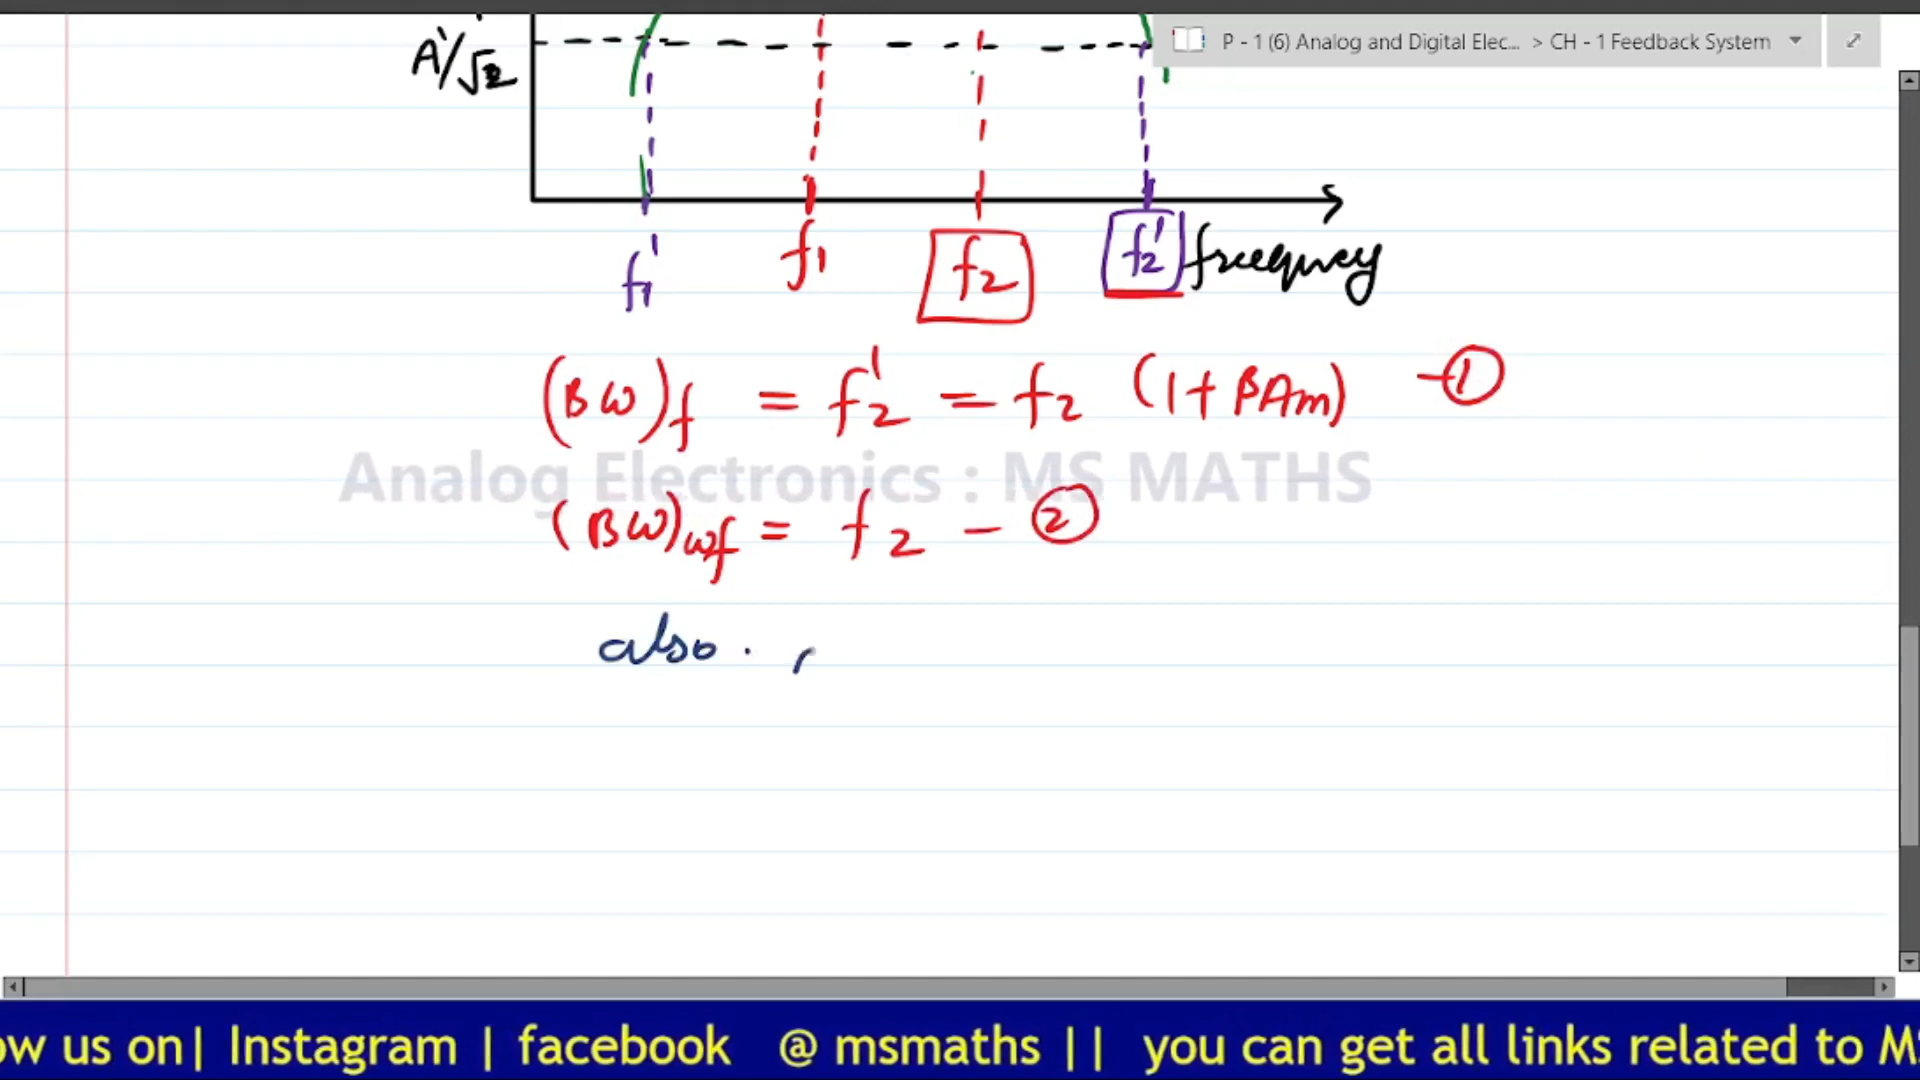 A'/√2
P - 1 (6) Analog and Digital Elec... > CH - 1 Feedback System
f1' f1 f2 f2' frequency
(BW)f = f2' = f2 (1+βAm) - 1
Analog Electronics : MS MATHS
(BW)wf = f2 - 2
also .
ow us on| Instagram | facebook @ msmaths || you can get all links related to M